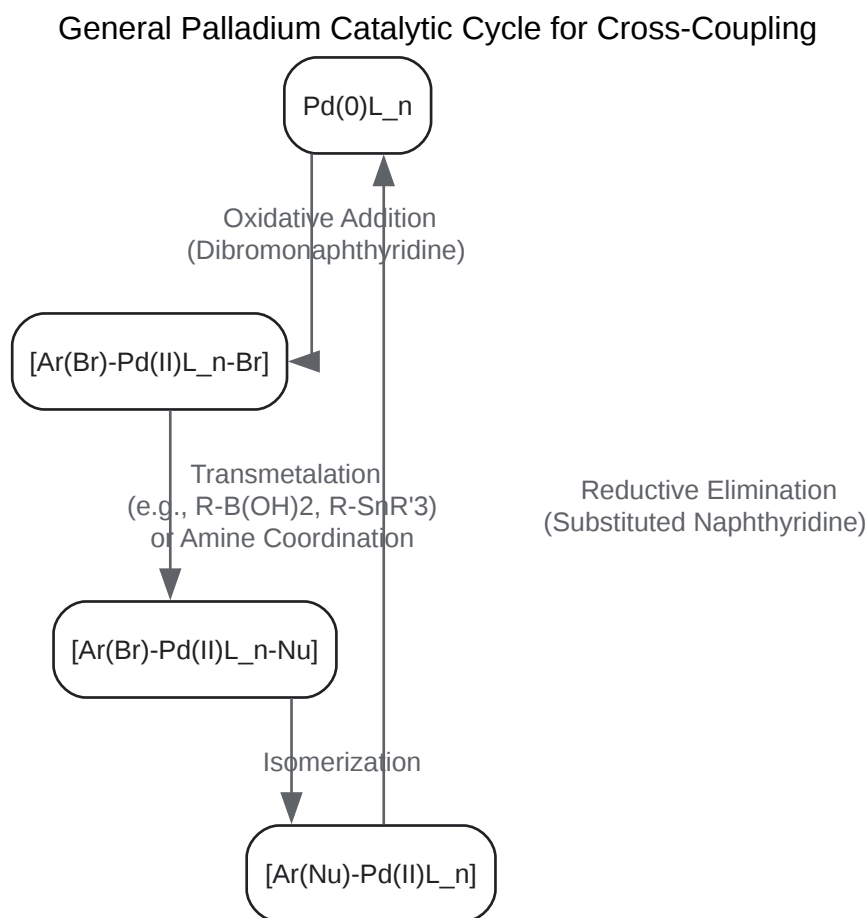 General Palladium Catalytic Cycle for Cross-Coupling
Pd(0)L_n
Oxidative Addition
(Dibromonaphthyridine)
[Ar(Br)-Pd(II)L_n-Br]
Transmetalation
(e.g., R-B(OH)2, R-SnR'3)
or Amine Coordination
Reductive Elimination
(Substituted Naphthyridine)
[Ar(Br)-Pd(II)L_n-Nu]
Isomerization
[Ar(Nu)-Pd(II)L_n]